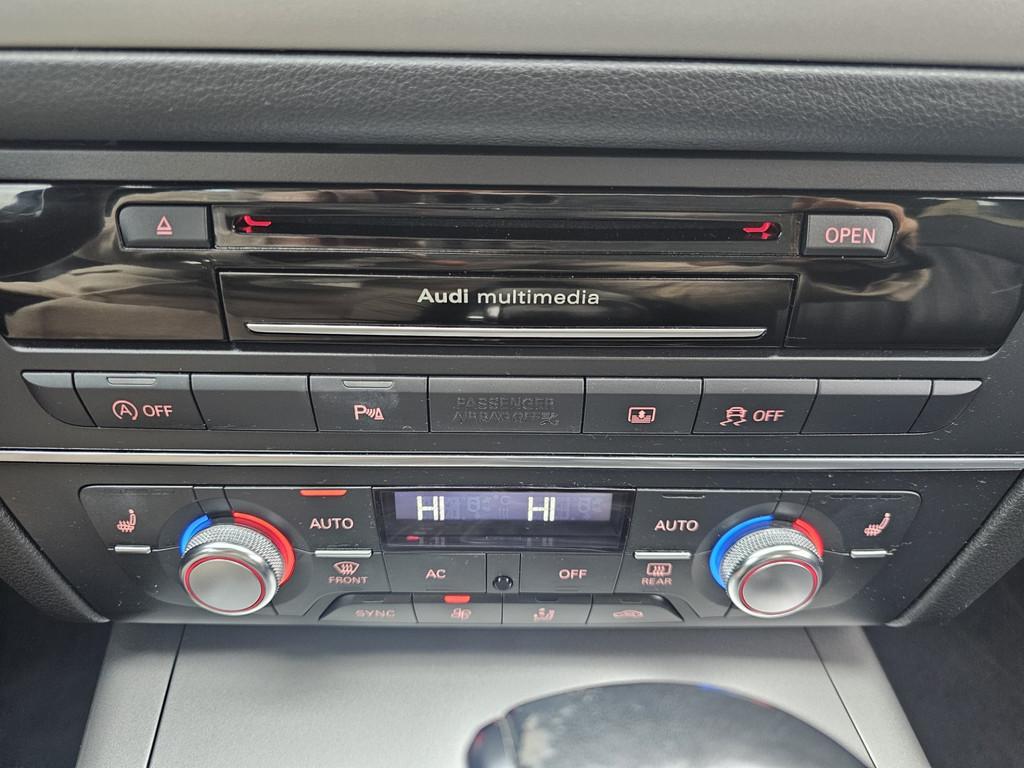 OPEN
Audi multimedia
A OFF
P
PASSENGER
AIRBAG OFF
OFF
HI HI
AUTO
AUTO
FRONT
AC
OFF
REAR
SYNC